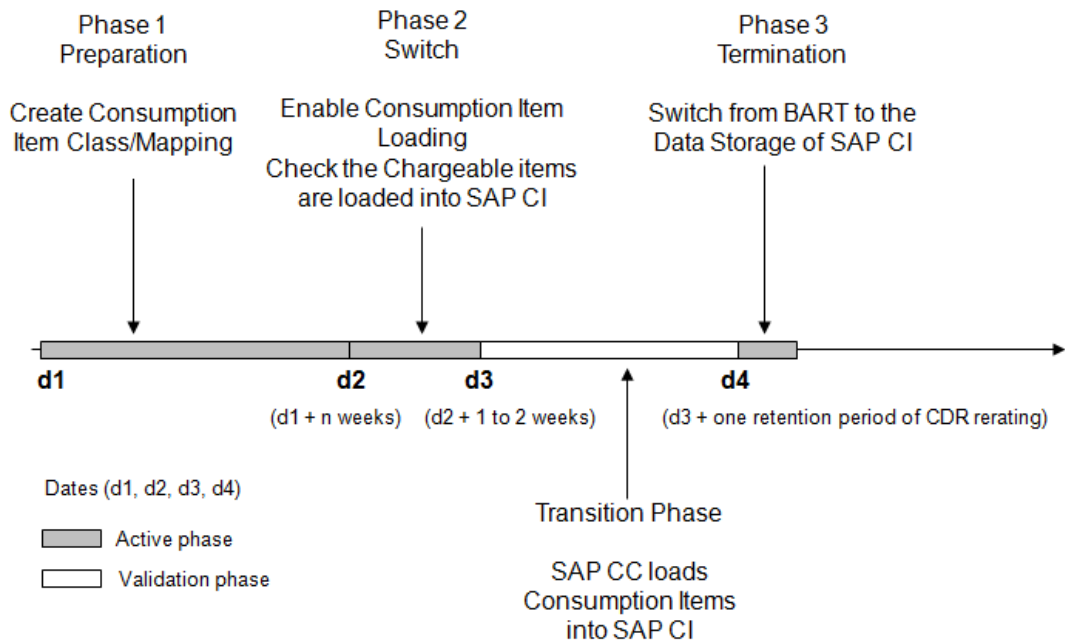 Phase 1
Preparation
Create Consumption
Item Class/Mapping
Phase 2
Switch
Enable Consumption Item
Loading
Check the Chargeable items
are loaded into SAP CI
Phase 3
Termination
Switch from BART to the
Data Storage of SAP CI
d1
d2
d3
d4
(d1 + n weeks)
(d2 + 1 to 2 weeks)
(d3 + one retention period of CDR rerating)
Dates (d1, d2, d3, d4)
Active phase
Validation phase
Transition Phase
SAP CC loads
Consumption Items
into SAP CI